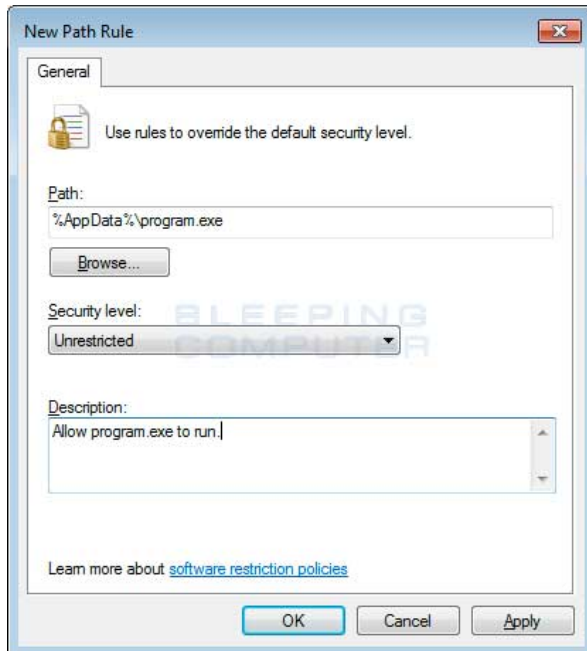 New Path Rule
General
Use rules to override the default security level.
Path:
%AppData%\program.exe
Browse...
Security level:
BLEEPING
COMPUTER
Unrestricted
Description:
Allow program.exe to run.
Learn more about software restriction policies
OK Cancel Apply